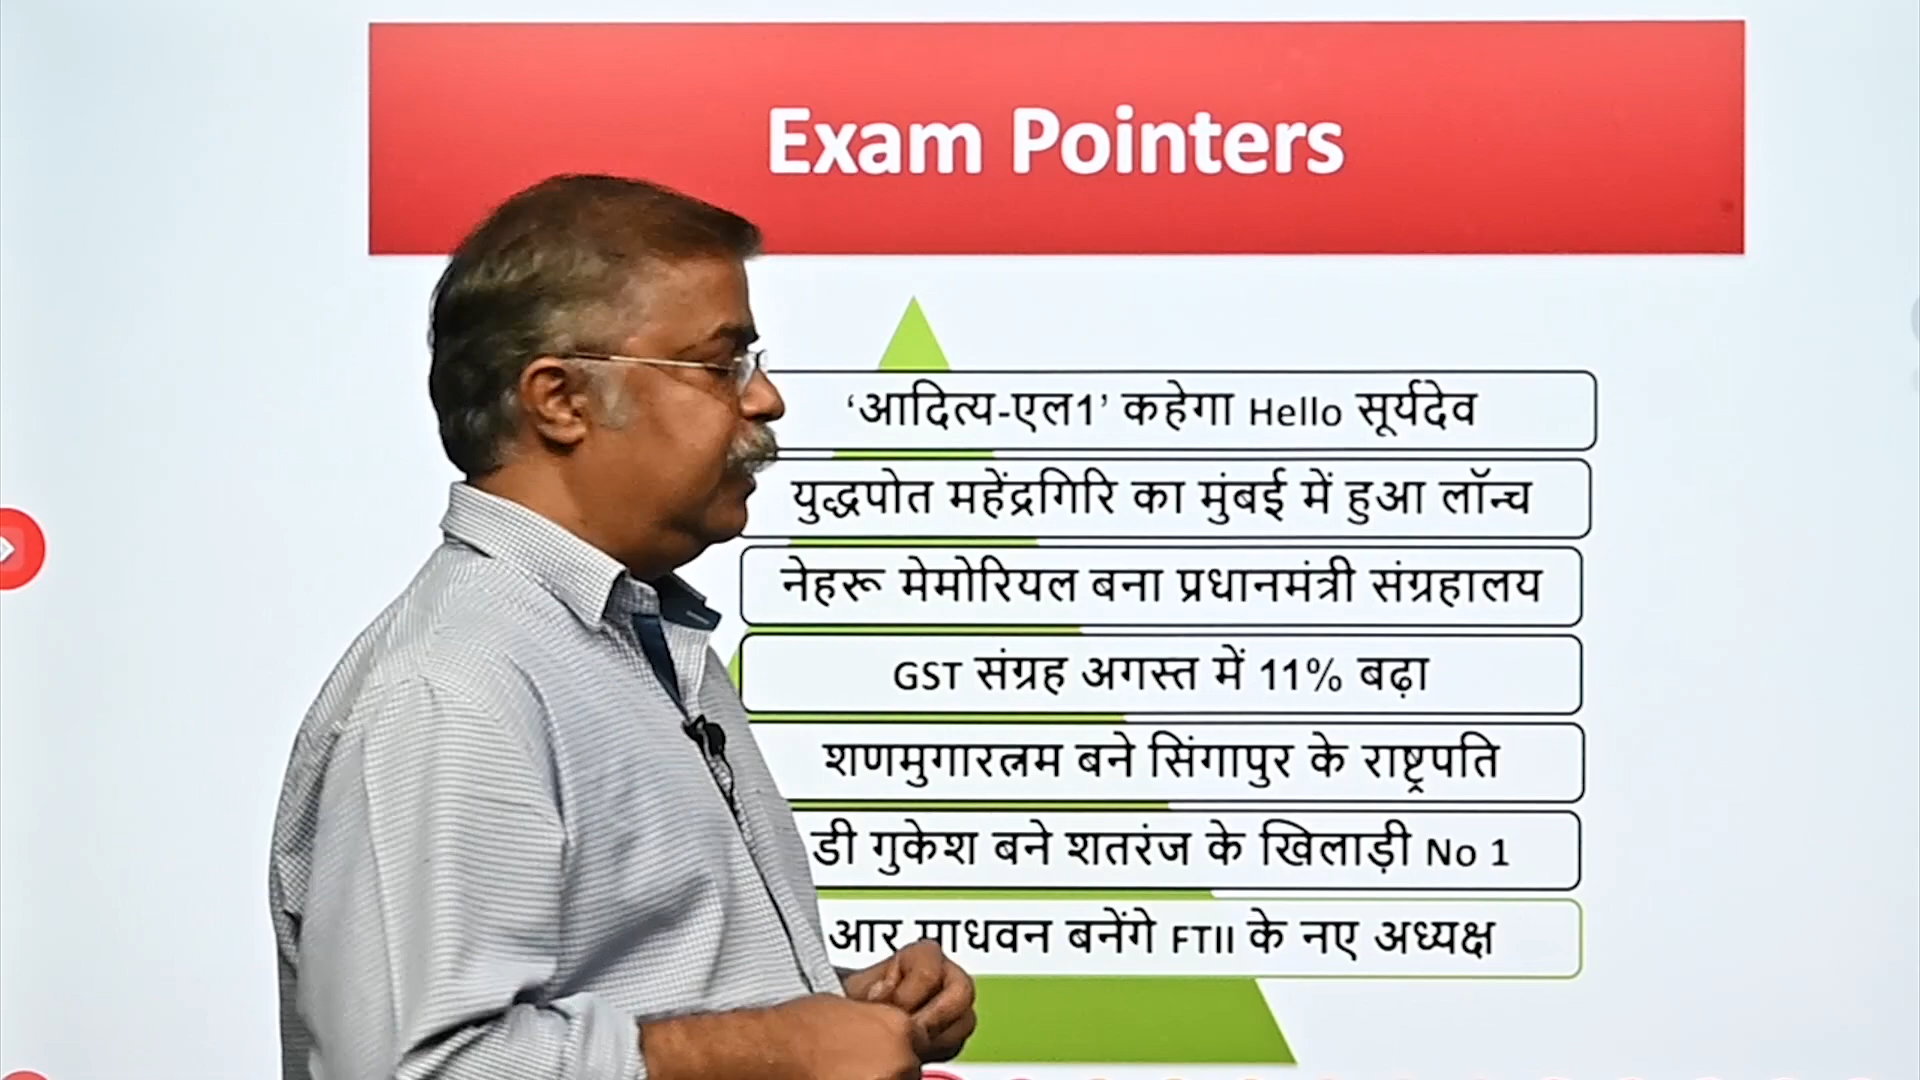 Exam Pointers
‘आदित्य-एल1’ कहेगा Hello सूर्यदेव
युद्धपोत महेंद्रगिरि का मुंबई में हुआ लॉन्च
नेहरू मेमोरियल बना प्रधानमंत्री संग्रहालय
GST संग्रह अगस्त में 11% बढ़ा
शणमुगारत्नम बने सिंगापुर के राष्ट्रपति
डी गुकेश बने शतरंज के खिलाड़ी No 1
आर माधवन बनेंगे FTII के नए अध्यक्ष